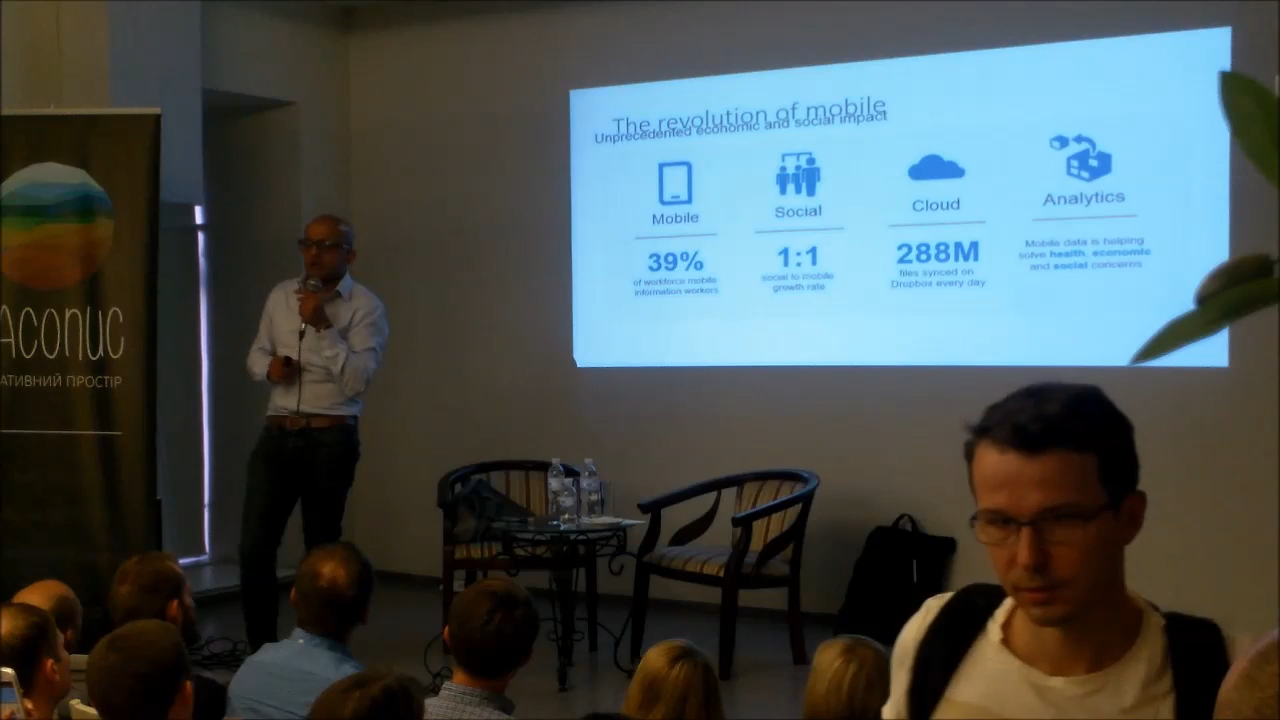 The revolution of mobile
Unprecedented economic and social impact
Mobile
39%
of workforce mobile
information workers
Social
1:1
social to mobile
growth rate
Cloud
288M
files synced on
Dropbox every day
Analytics
Mobile data is helping
solve health, economic
and social concerns
ЧАСОПИС
АТИВНИЙ ПРОСТІР